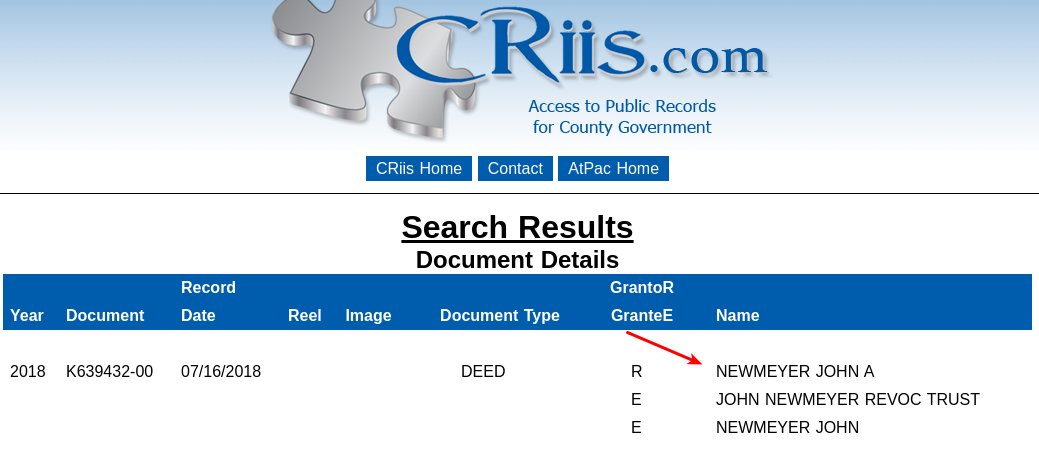 CRiis.com
Access to Public Records
for County Government
CRiis Home Contact AtPac Home
Search Results
Document Details
Record GrantoR
Year Document Date Reel Image Document Type GranteE Name
2018 K639432-00 07/16/2018 DEED R NEWMEYER JOHN A
E JOHN NEWMEYER REVOC TRUST
E NEWMEYER JOHN